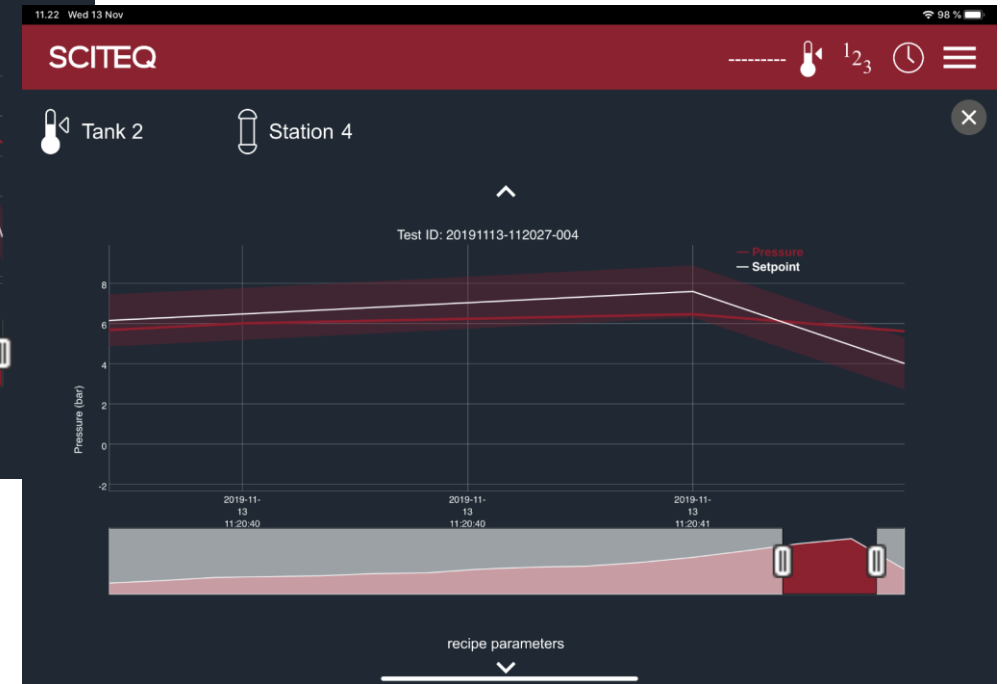 11.22 Wed 13 Nov 98 %
SCITEQ
--------- 1 2 3
Tank 2 Station 4
Test ID: 20191113-112027-004
Pressure
Setpoint
8
6
4
2
0
-2
Pressure (bar)
2019-11-
13
11:20:40
2019-11-
13
11:20:40
2019-11-
13
11:20:41
recipe parameters